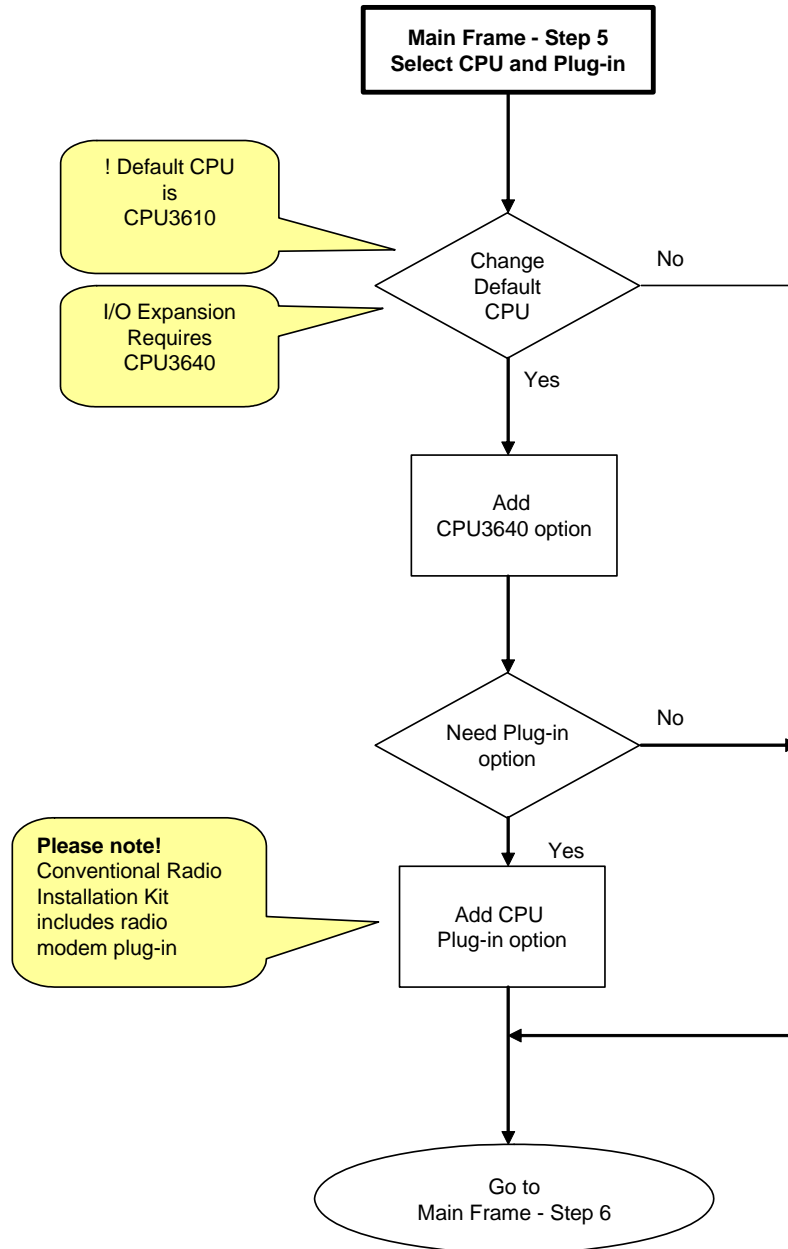 Main Frame - Step 5
Select CPU and Plug-in
! Default CPU
is
CPU3610
I/O Expansion
Requires
CPU3640
Change
Default
CPU
No
Yes
Add
CPU3640 option
Need Plug-in
option
No
Yes
Please note!
Conventional Radio
Installation Kit
includes radio
modem plug-in
Add CPU
Plug-in option
Go to
Main Frame - Step 6